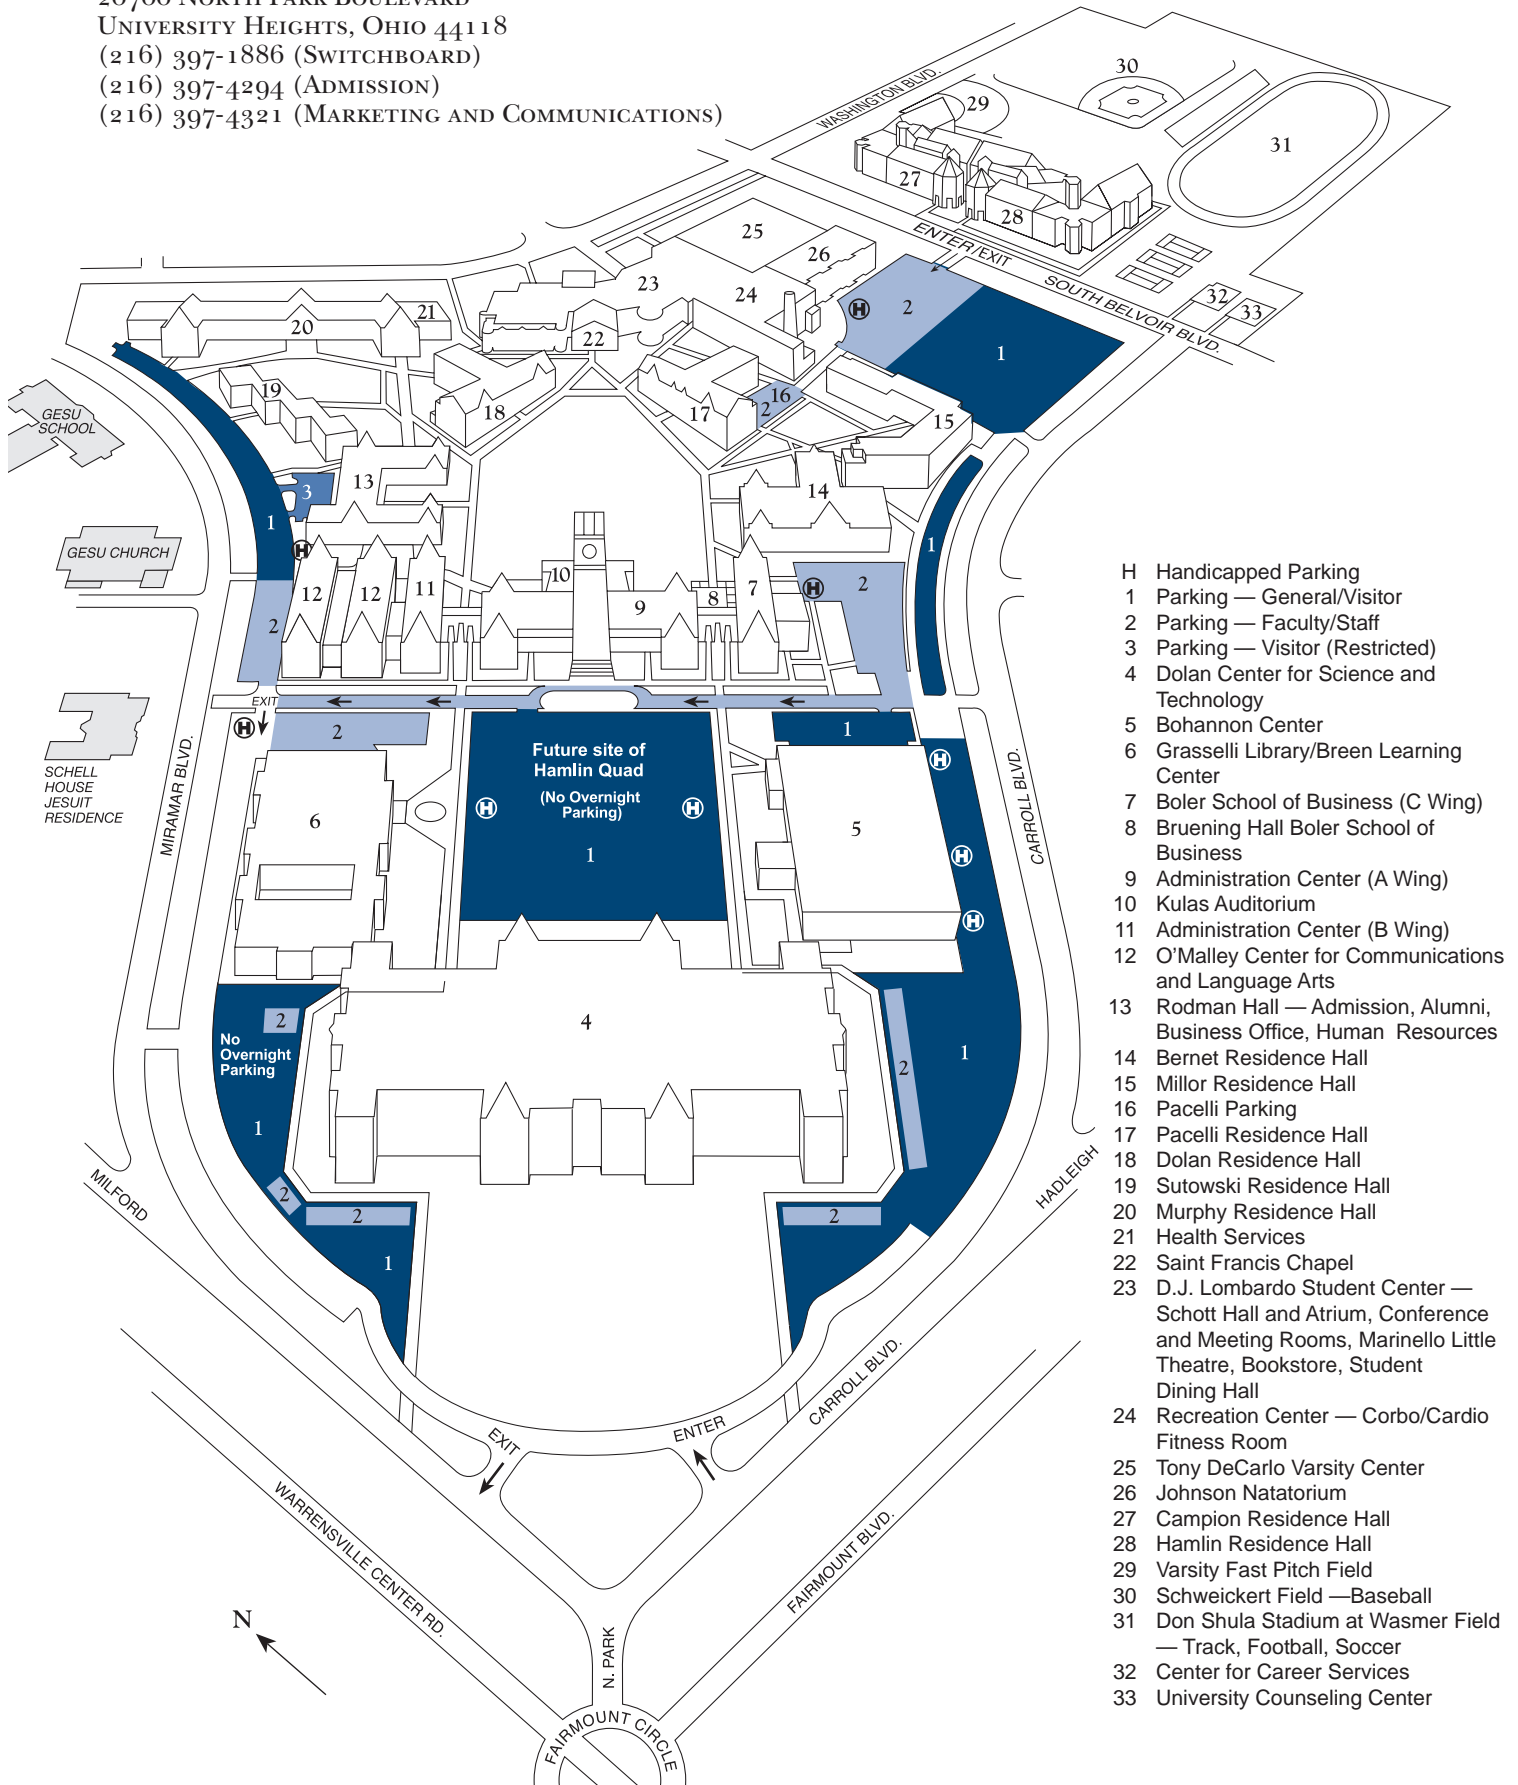 20700 North Park Boulevard
University Heights, Ohio 44118
(216) 397-1886 (Switchboard)
(216) 397-4294 (Admission)
(216) 397-4321 (Marketing and Communications)
WASHINGTON BLVD.
30
29
31
27
28
ENTER/EXIT
SOUTH BELVOIR BLVD.
25
26
23
24
H
2
32
33
21
20
22
1
GESU
SCHOOL
19
18
17
16
2
15
13
3
14
1
H
1
GESU CHURCH
12
12
11
10
9
8
7
H
2
2
EXIT
H
2
1
SCHELL
HOUSE
JESUIT
RESIDENCE
MIRAMAR BLVD.
CARROLL BLVD.
Future site of
Hamlin Quad
(No Overnight
Parking)
H
H
1
6
5
H
H
H
4
2
No
Overnight
Parking
1
2
1
2
2
1
2
MILFORD
HADLEIGH
EXIT
ENTER
CARROLL BLVD.
WARRENSVILLE CENTER RD.
FAIRMOUNT BLVD.
N
N. PARK
FAIRMOUNT CIRCLE
H Handicapped Parking
1 Parking — General/Visitor
2 Parking — Faculty/Staff
3 Parking — Visitor (Restricted)
4 Dolan Center for Science and
Technology
5 Bohannon Center
6 Grasselli Library/Breen Learning
Center
7 Boler School of Business (C Wing)
8 Bruening Hall Boler School of
Business
9 Administration Center (A Wing)
10 Kulas Auditorium
11 Administration Center (B Wing)
12 O'Malley Center for Communications
and Language Arts
13 Rodman Hall — Admission, Alumni,
Business Office, Human Resources
14 Bernet Residence Hall
15 Millor Residence Hall
16 Pacelli Parking
17 Pacelli Residence Hall
18 Dolan Residence Hall
19 Sutowski Residence Hall
20 Murphy Residence Hall
21 Health Services
22 Saint Francis Chapel
23 D.J. Lombardo Student Center —
Schott Hall and Atrium, Conference
and Meeting Rooms, Marinello Little
Theatre, Bookstore, Student
Dining Hall
24 Recreation Center — Corbo/Cardio
Fitness Room
25 Tony DeCarlo Varsity Center
26 Johnson Natatorium
27 Campion Residence Hall
28 Hamlin Residence Hall
29 Varsity Fast Pitch Field
30 Schweickert Field —Baseball
31 Don Shula Stadium at Wasmer Field
— Track, Football, Soccer
32 Center for Career Services
33 University Counseling Center